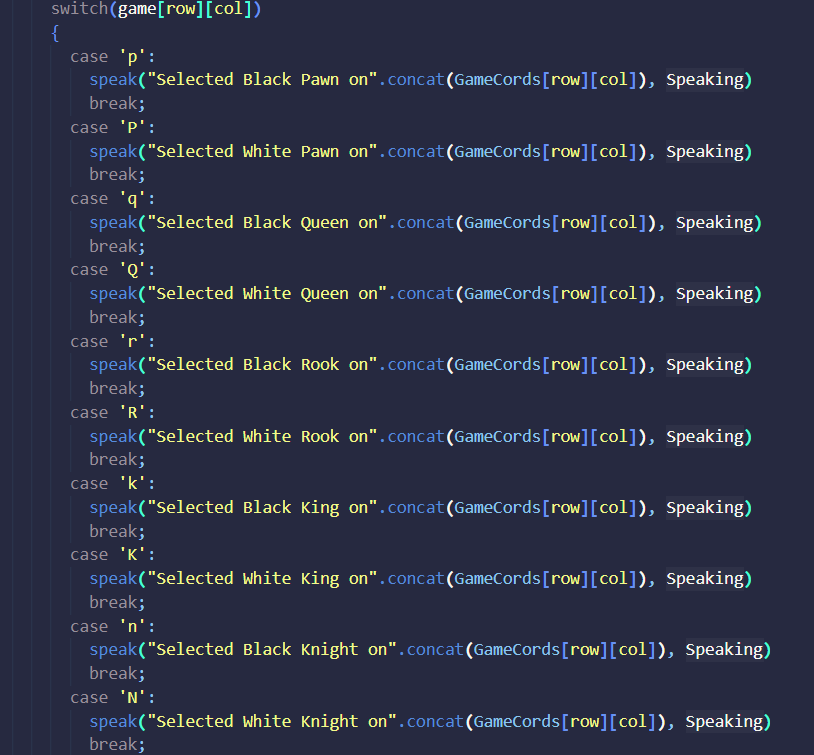 switch(game[row][col])
{
case 'p':
speak("Selected Black Pawn on".concat(GameCords[row][col]), Speaking)
break;
case 'P':
speak("Selected White Pawn on".concat(GameCords[row][col]), Speaking)
break;
case 'q':
speak("Selected Black Queen on".concat(GameCords[row][col]), Speaking)
break;
case 'Q':
speak("Selected White Queen on".concat(GameCords[row][col]), Speaking)
break;
case 'r':
speak("Selected Black Rook on".concat(GameCords[row][col]), Speaking)
break;
case 'R':
speak("Selected White Rook on".concat(GameCords[row][col]), Speaking)
break;
case 'k':
speak("Selected Black King on".concat(GameCords[row][col]), Speaking)
break;
case 'K':
speak("Selected White King on".concat(GameCords[row][col]), Speaking)
break;
case 'n':
speak("Selected Black Knight on".concat(GameCords[row][col]), Speaking)
break;
case 'N':
speak("Selected White Knight on".concat(GameCords[row][col]), Speaking)
break;